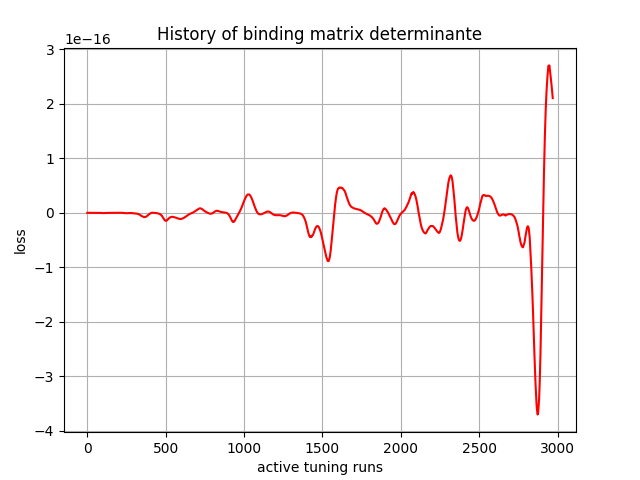 History of binding matrix determinante
1e−16
3
2
1
0
−1
−2
−3
−4
loss
0 500 1000 1500 2000 2500 3000
active tuning runs